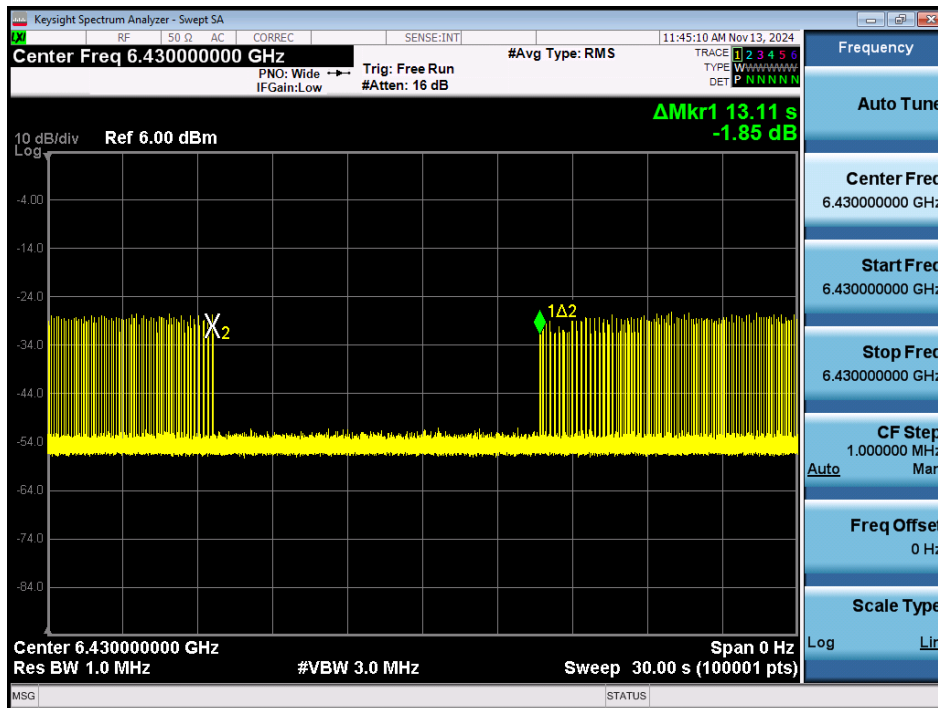 Keysight Spectrum Analyzer - Swept SA
LXI RF 50 Ω AC CORREC SENSE:INT 11:45:10 AM Nov 13, 2024
Center Freq 6.430000000 GHz
PNO: Wide
IFGain:Low
Trig: Free Run
#Atten: 16 dB
#Avg Type: RMS
TRACE 1 2 3 4 5 6
TYPE WWWWWW
DET P N N N N N
ΔMkr1 13.11 s
-1.85 dB
10 dB/div Ref 6.00 dBm
Log
-4.00
-14.0
-24.0
-34.0
-44.0
-54.0
-64.0
-74.0
-84.0
X2
1Δ2
Center 6.430000000 GHz Span 0 Hz
Res BW 1.0 MHz #VBW 3.0 MHz Sweep 30.00 s (100001 pts)
MSG STATUS
Frequency
Auto Tune
Center Freq
6.430000000 GHz
Start Freq
6.430000000 GHz
Stop Freq
6.430000000 GHz
CF Step
1.000000 MHz
Auto Man
Freq Offset
0 Hz
Scale Type
Log Lin